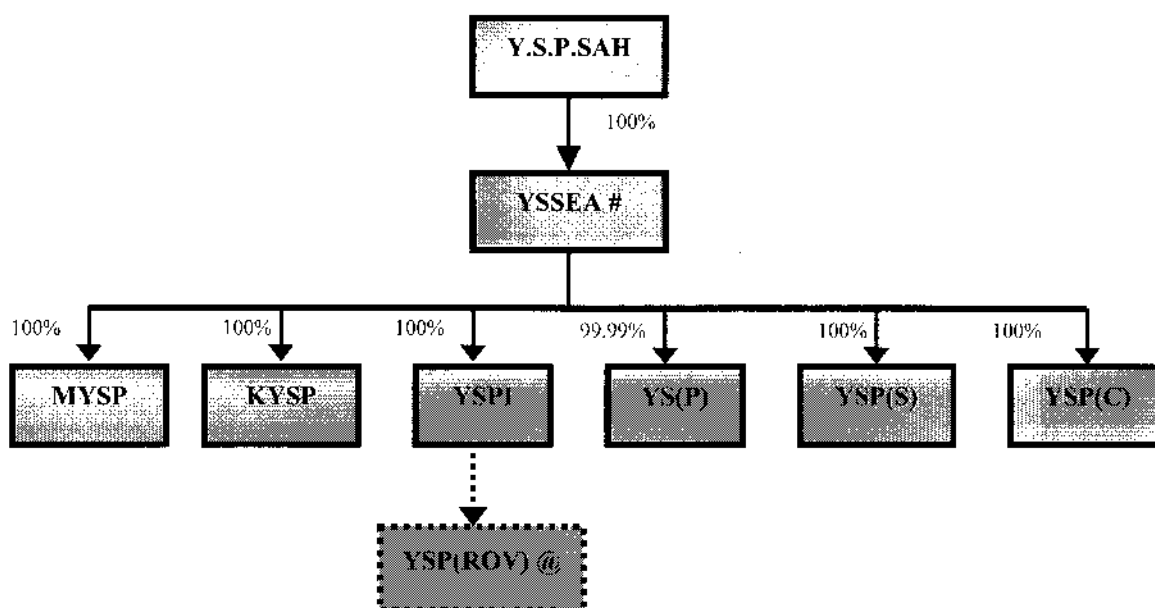 Y.S.P.SAH
100%
YSSEA #
100% 100% 100% 99.99% 100% 100%
MYSP KYSP YSPI YS(P) YSP(S) YSP(C)
YSP(ROV) @